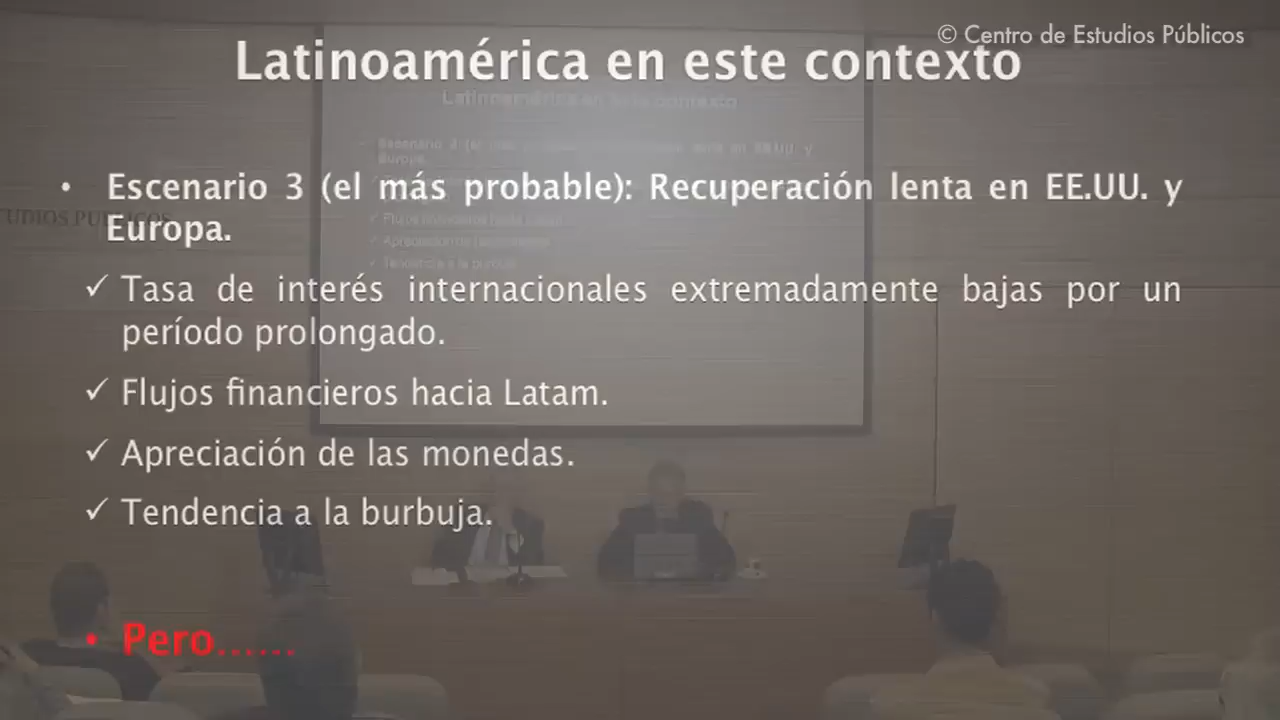 © Centro de Estudios Públicos
Latinoamérica en este contexto
• Escenario 3 (el más probable): Recuperación lenta en EE.UU. y
Europa.
✓ Tasa de interés internacionales extremadamente bajas por un
período prolongado.
✓ Flujos financieros hacia Latam.
✓ Apreciación de las monedas.
✓ Tendencia a la burbuja.
• Pero......